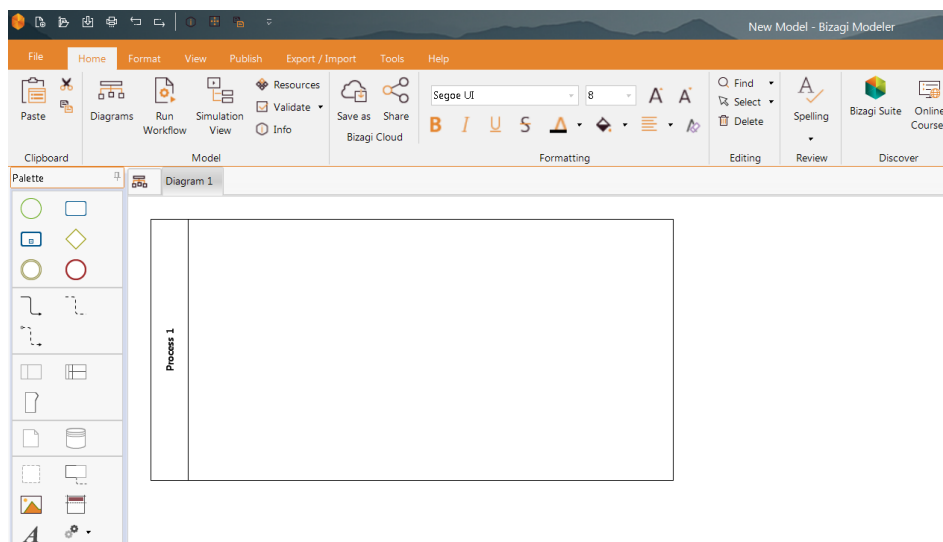 New Model - Bizagi Modeler
File Home Format View Publish Export / Import Tools Help
Paste
Clipboard
Diagrams
Run Workflow
Simulation View
Resources
Validate
Info
Model
Save as
Share
Bizagi Cloud
Segoe UI
8
A A
B I U S A
Formatting
Find
Select
Delete
Editing
A
Spelling
Review
Bizagi Suite
Online
Course
Discover
Palette
Diagram 1
Process 1
A